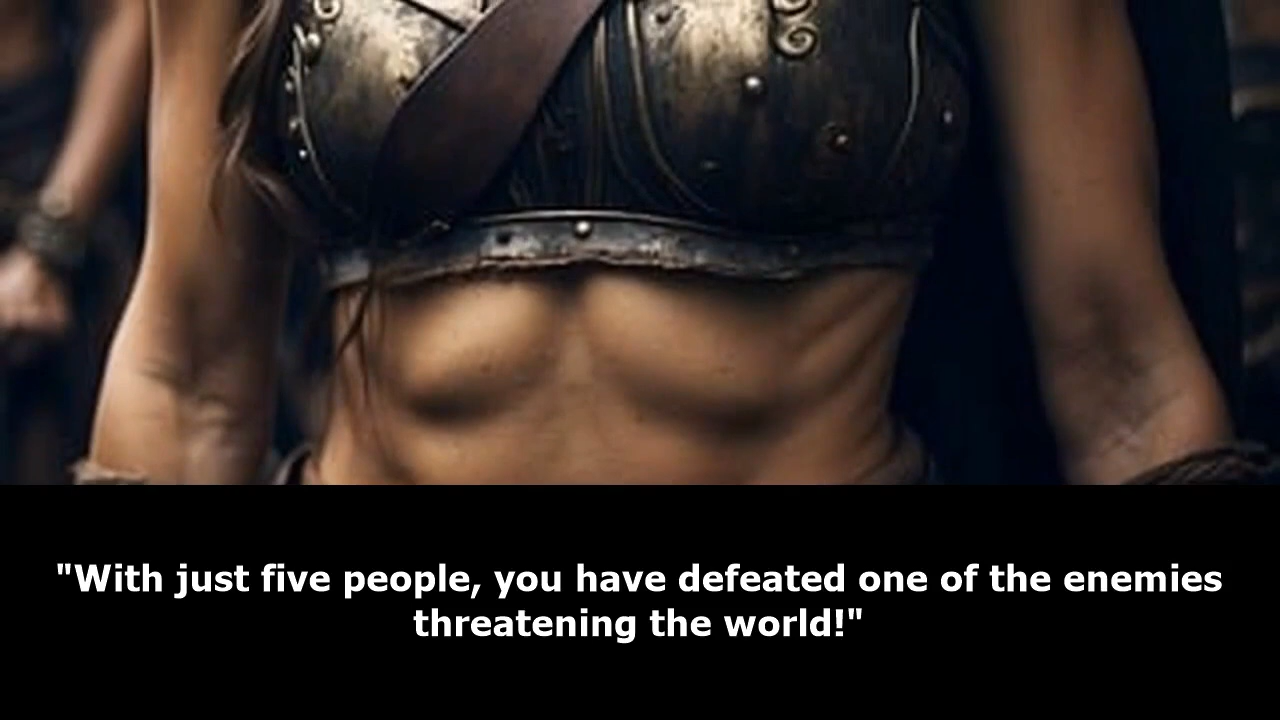 "With just five people, you have defeated one of the enemies
threatening the world!"